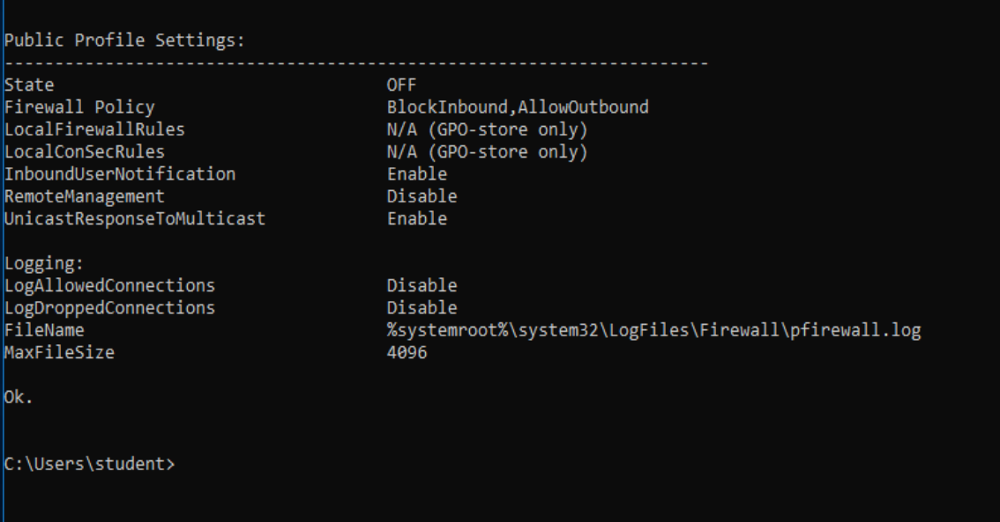 Public Profile Settings:
----------------------------------------------------------------------
State OFF
Firewall Policy BlockInbound,AllowOutbound
LocalFirewallRules N/A (GPO-store only)
LocalConSecRules N/A (GPO-store only)
InboundUserNotification Enable
RemoteManagement Disable
UnicastResponseToMulticast Enable
Logging:
LogAllowedConnections Disable
LogDroppedConnections Disable
FileName %systemroot%\system32\LogFiles\Firewall\pfirewall.log
MaxFileSize 4096
Ok.
C:\Users\student>